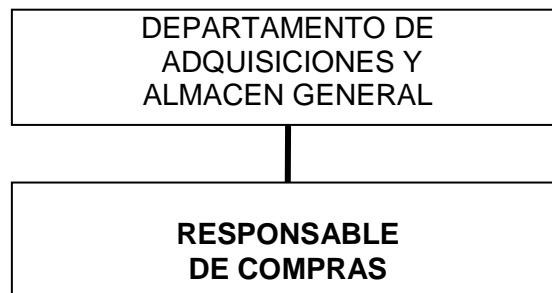 DEPARTAMENTO DE
ADQUISICIONES Y
ALMACEN GENERAL
RESPONSABLE
DE COMPRAS